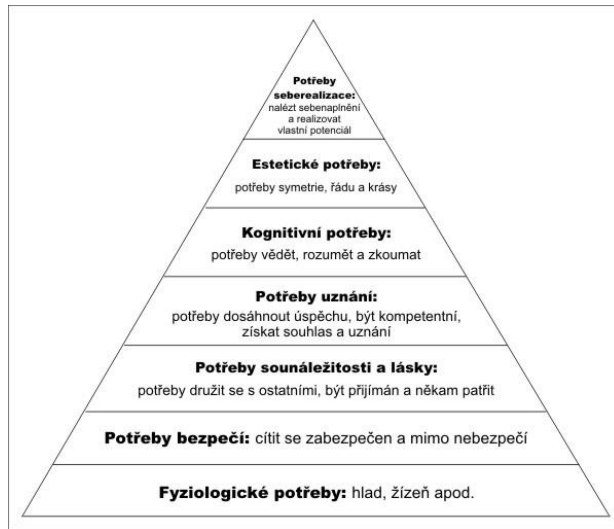 Potřeby
seberealizace:
nalézt sebenaplnění
a realizovat
vlastní potenciál
Estetické potřeby:
potřeby symetrie, řádu a krásy
Kognitivní potřeby:
potřeby vědět, rozumět a zkoumat
Potřeby uznání:
potřeby dosáhnout úspěchu, být kompetentní,
získat souhlas a uznání
Potřeby sounáležitosti a lásky:
potřeby družit se s ostatními, být přijímán a někam patřit
Potřeby bezpečí: cítit se zabezpečen a mimo nebezpečí
Fyziologické potřeby: hlad, žízeň apod.